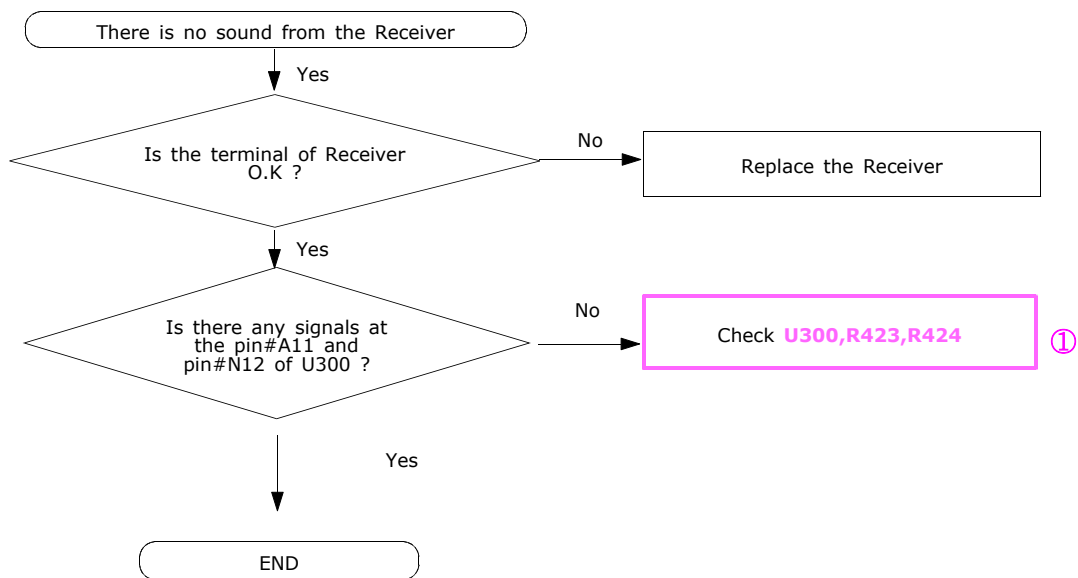 There is no sound from the Receiver
Yes
Is the terminal of Receiver
O.K ?
No
Replace the Receiver
Yes
Is there any signals at
the pin#A11 and
pin#N12 of U300 ?
No
Check U300,R423,R424
①
Yes
END